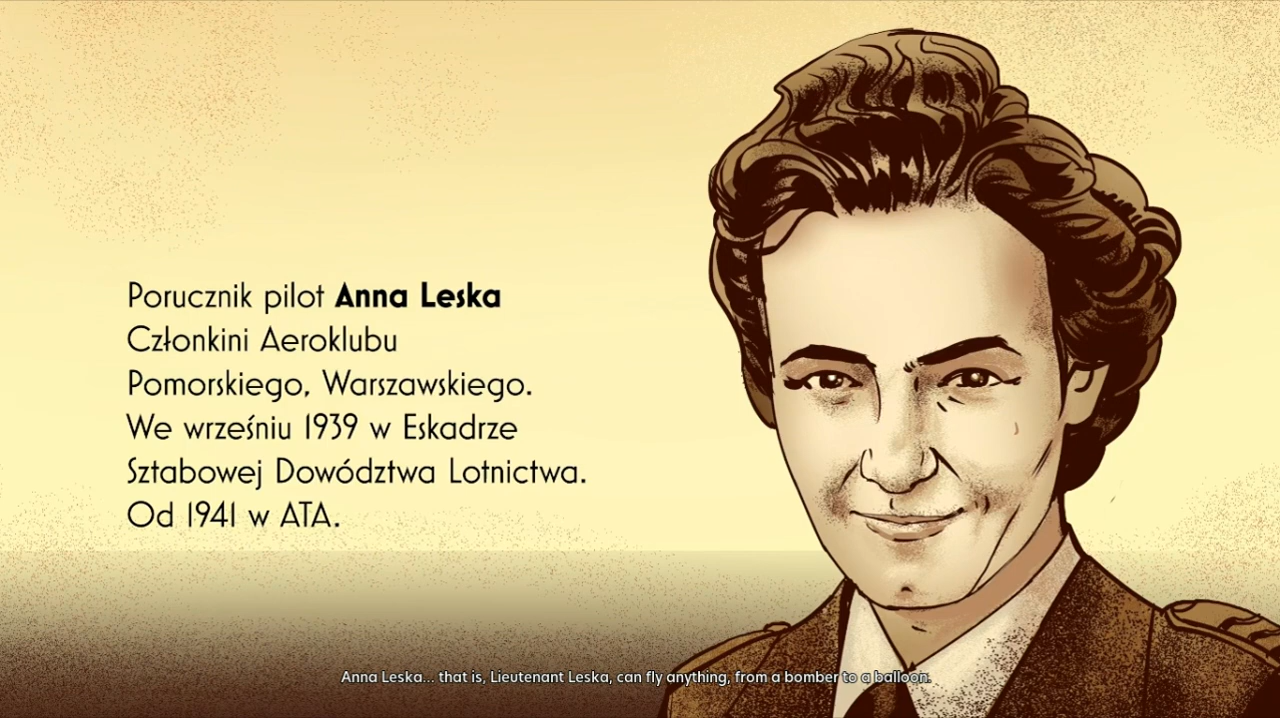 Porucznik pilot Anna Leska
Członkini Aeroklubu
Pomorskiego, Warszawskiego.
We wrześniu 1939 w Eskadrze
Sztabowej Dowództwa Lotnictwa.
Od 1941 w ATA.
Anna Leska... that is, Lieutenant Leska, can fly anything, from a bomber to a balloon.